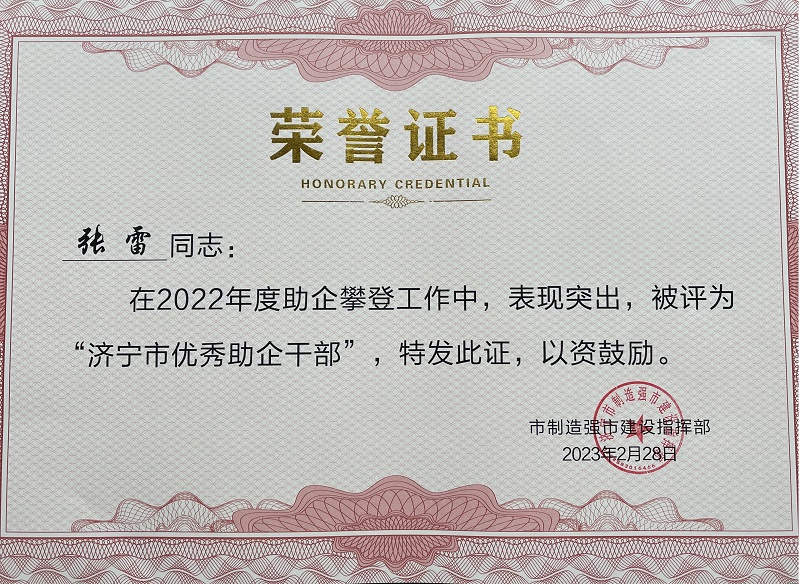 荣誉证书
HONORARY CREDENTIAL
张雷同志：
在2022年度助企攀登工作中，表现突出，被评为
“济宁市优秀助企干部”，特发此证，以资鼓励。
市制造强市建设指挥部
2023年2月28日